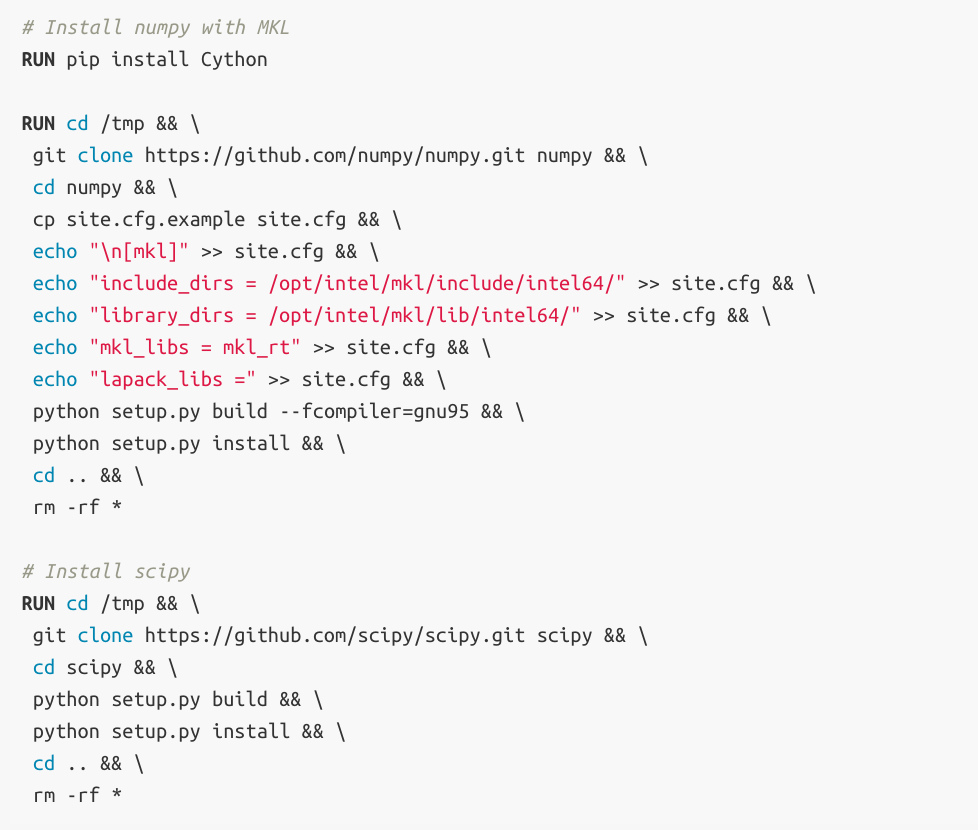 # Install numpy with MKL
RUN pip install Cython

RUN cd /tmp && \
 git clone https://github.com/numpy/numpy.git numpy && \
 cd numpy && \
 cp site.cfg.example site.cfg && \
 echo "\n[mkl]" >> site.cfg && \
 echo "include_dirs = /opt/intel/mkl/include/intel64/" >> site.cfg && \
 echo "library_dirs = /opt/intel/mkl/lib/intel64/" >> site.cfg && \
 echo "mkl_libs = mkl_rt" >> site.cfg && \
 echo "lapack_libs =" >> site.cfg && \
 python setup.py build --fcompiler=gnu95 && \
 python setup.py install && \
 cd .. && \
 rm -rf *

# Install scipy
RUN cd /tmp && \
 git clone https://github.com/scipy/scipy.git scipy && \
 cd scipy && \
 python setup.py build && \
 python setup.py install && \
 cd .. && \
 rm -rf *